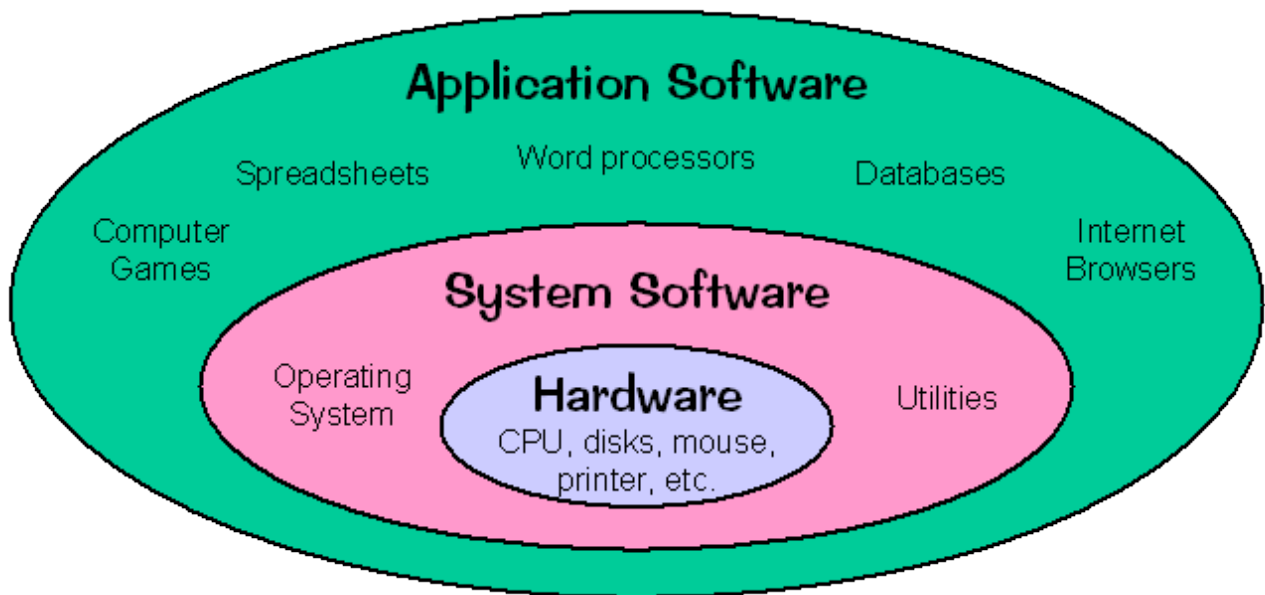 Application Software
Spreadsheets
Word processors
Databases
Computer
Games
Internet
Browsers
System Software
Operating
System
Utilities
Hardware
CPU, disks, mouse,
printer, etc.